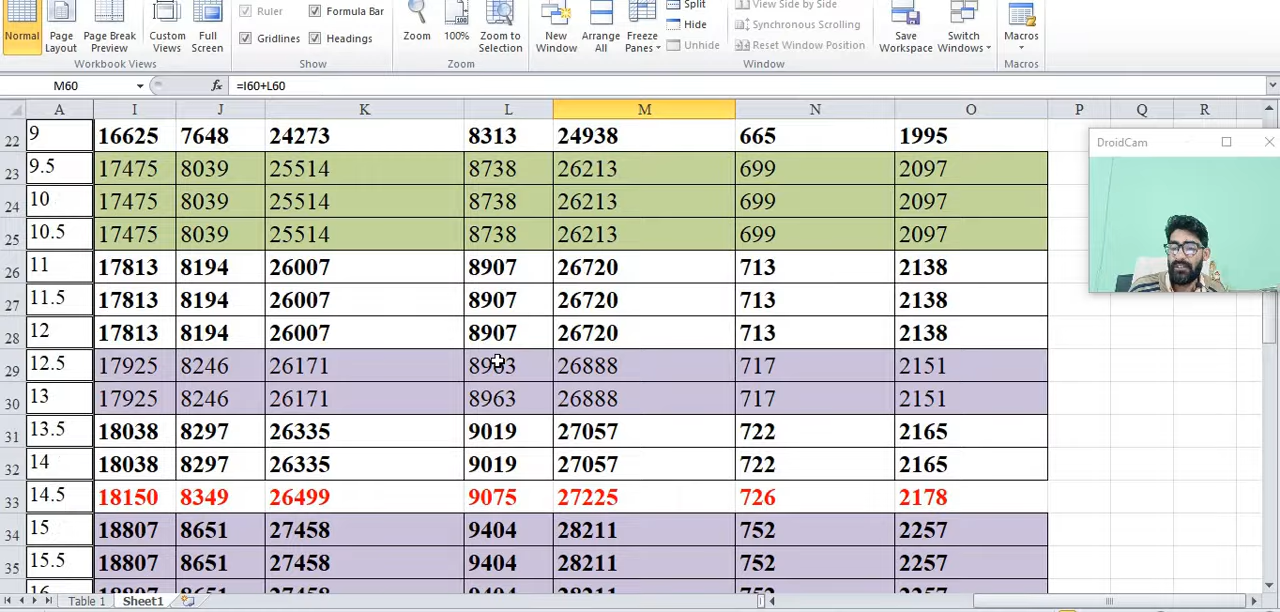 Normal Page Layout Page Break Preview Custom Views Full Screen
Workbook Views
Ruler Formula Bar
Gridlines Headings
Show
Zoom 100% Zoom to Selection
Zoom
New Window Arrange All Freeze Panes
Split
Hide
Unhide
View Side by Side
Synchronous Scrolling
Reset Window Position
Save Workspace Switch Windows
Window
Macros
Macros
M60 fx =I60+L60
A I J K L M N O P Q R
22 9 16625 7648 24273 8313 24938 665 1995
23 9.5 17475 8039 25514 8738 26213 699 2097
24 10 17475 8039 25514 8738 26213 699 2097
25 10.5 17475 8039 25514 8738 26213 699 2097
26 11 17813 8194 26007 8907 26720 713 2138
27 11.5 17813 8194 26007 8907 26720 713 2138
28 12 17813 8194 26007 8907 26720 713 2138
29 12.5 17925 8246 26171 8963 26888 717 2151
30 13 17925 8246 26171 8963 26888 717 2151
31 13.5 18038 8297 26335 9019 27057 722 2165
32 14 18038 8297 26335 9019 27057 722 2165
33 14.5 18150 8349 26499 9075 27225 726 2178
34 15 18807 8651 27458 9404 28211 752 2257
35 15.5 18807 8651 27458 9404 28211 752 2257
16 18807 8651 27458 9404 28211 752 2257
DroidCam
Table 1 Sheet1